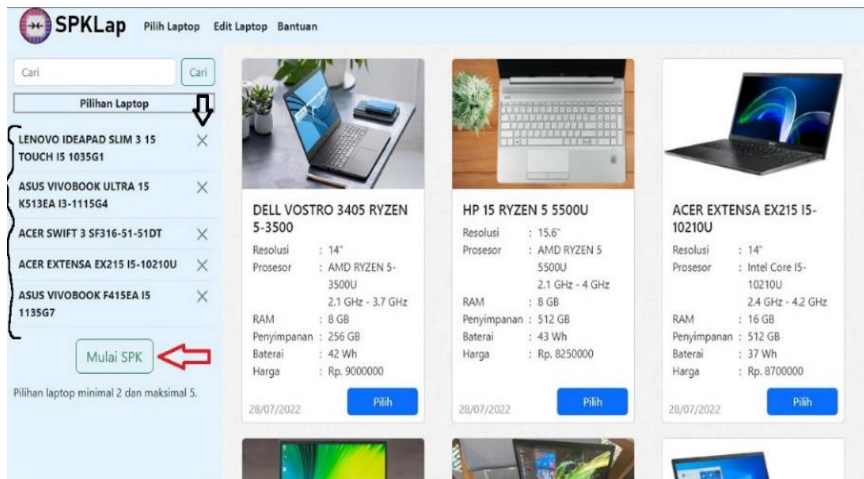 SPKLap Pilih Laptop Edit Laptop Bantuan
Cari Cari
Pilihan Laptop
LENOVO IDEAPAD SLIM 3 15
TOUCH I5 1035G1
ASUS VIVOBOOK ULTRA 15
K513EA I3-1115G4
ACER SWIFT 3 SF316-51-51DT
ACER EXTENSA EX215 I5-10210U
ASUS VIVOBOOK F415EA I5
1135G7
Mulai SPK
Pilihan laptop minimal 2 dan maksimal 5.
DELL VOSTRO 3405 RYZEN
5-3500
Resolusi : 14"
Prosesor : AMD RYZEN 5-
3500U
2.1 GHz - 3.7 GHz
RAM : 8 GB
Penyimpanan : 256 GB
Baterai : 42 Wh
Harga : Rp. 9000000
28/07/2022 Pilih
HP 15 RYZEN 5 5500U
Resolusi : 15.6"
Prosesor : AMD RYZEN 5
5500U
2.1 GHz - 4 GHz
RAM : 8 GB
Penyimpanan : 512 GB
Baterai : 43 Wh
Harga : Rp. 8250000
28/07/2022 Pilih
ACER EXTENSA EX215 I5-
10210U
Resolusi : 14"
Prosesor : Intel Core I5-
10210U
2.4 GHz - 4.2 GHz
RAM : 16 GB
Penyimpanan : 512 GB
Baterai : 37 Wh
Harga : Rp. 8700000
28/07/2022 Pilih